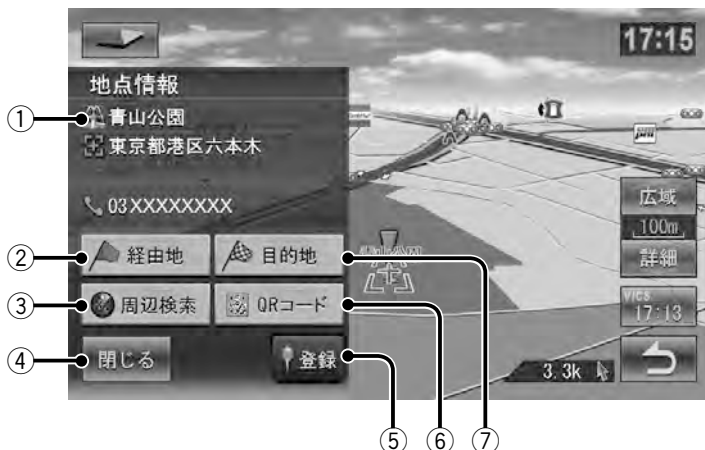 17:15
地点情報
① 青山公園
東京都港区六本木
03XXXXXXXX
広域
100m
詳細
② 経由地 目的地
③ 周辺検索 QRコード
VICS
17:13
④ 閉じる 登録
3.3k
⑤ ⑥ ⑦